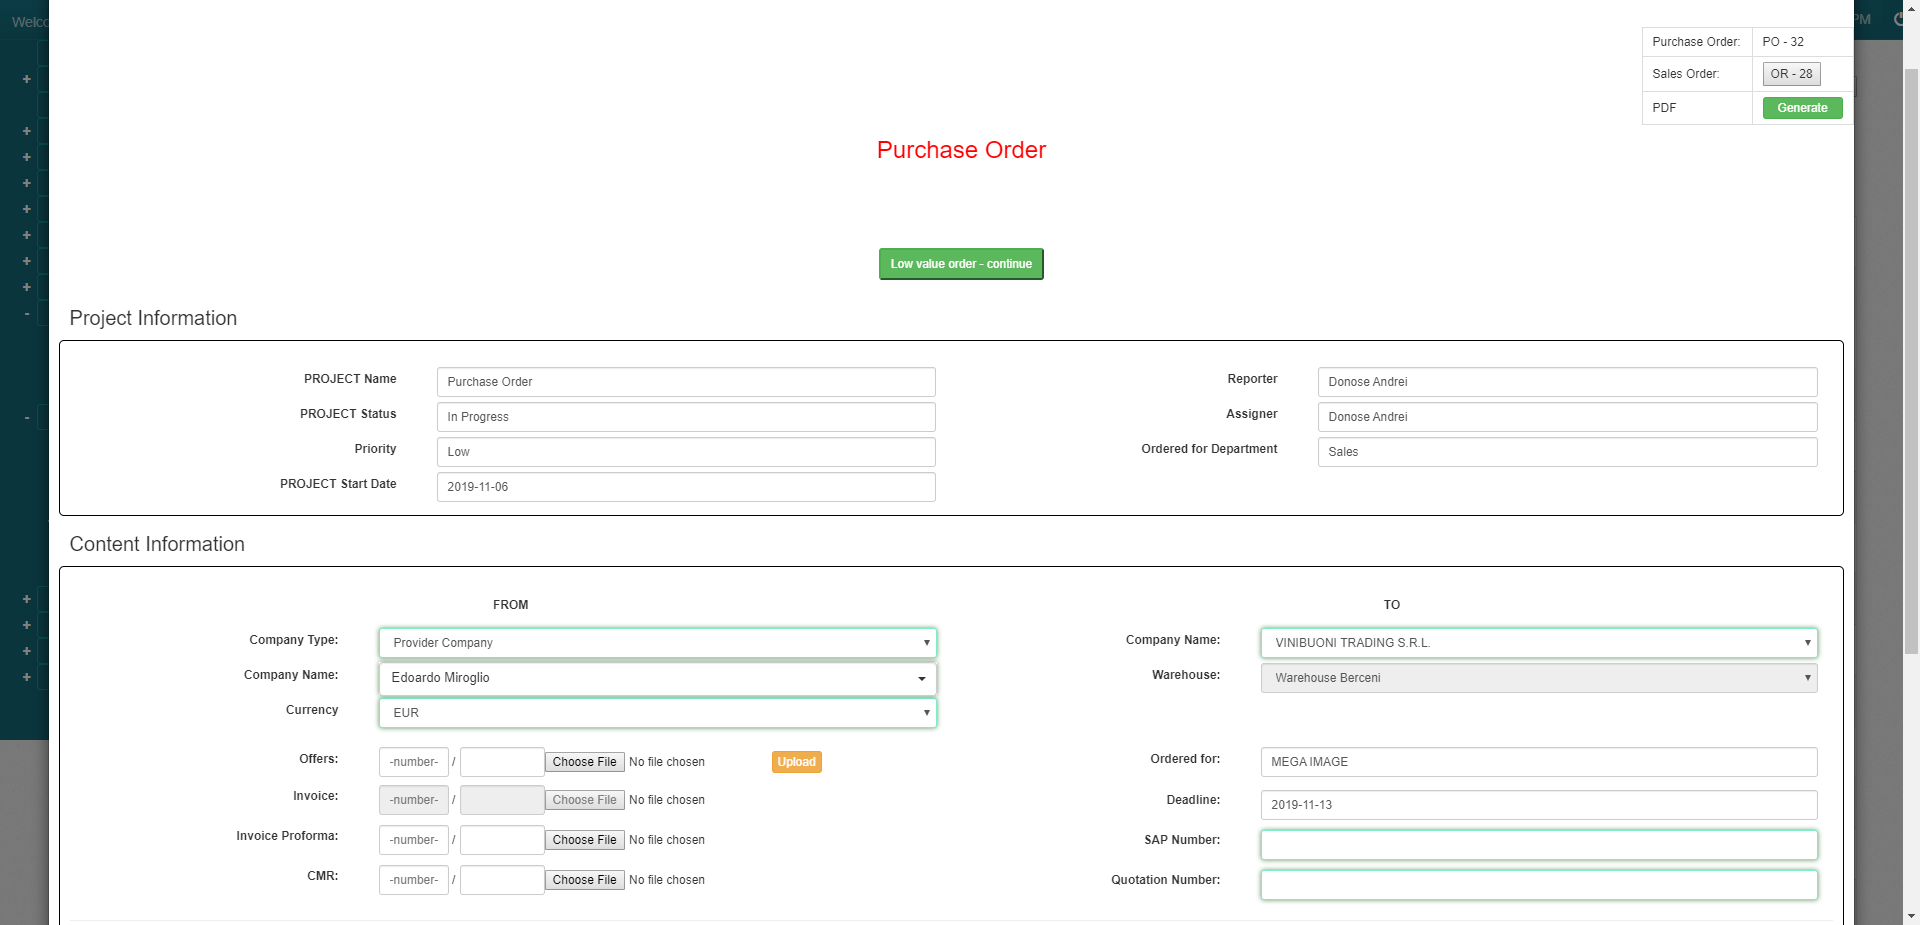 Welc
PM
Purchase Order: PO - 32
Sales Order: OR - 28
PDF Generate
Purchase Order
Low value order - continue
Project Information
PROJECT Name Purchase Order Reporter Donose Andrei
PROJECT Status In Progress Assigner Donose Andrei
Priority Low Ordered for Department Sales
PROJECT Start Date 2019-11-06
Content Information
FROM TO
Company Type: Provider Company Company Name: VINIBUONI TRADING S.R.L.
Company Name: Edoardo Miroglio Warehouse: Warehouse Berceni
Currency EUR
Offers: -number- / Choose File No file chosen Upload Ordered for: MEGA IMAGE
Invoice: -number- / Choose File No file chosen Deadline: 2019-11-13
Invoice Proforma: -number- / Choose File No file chosen SAP Number:
CMR: -number- / Choose File No file chosen Quotation Number: